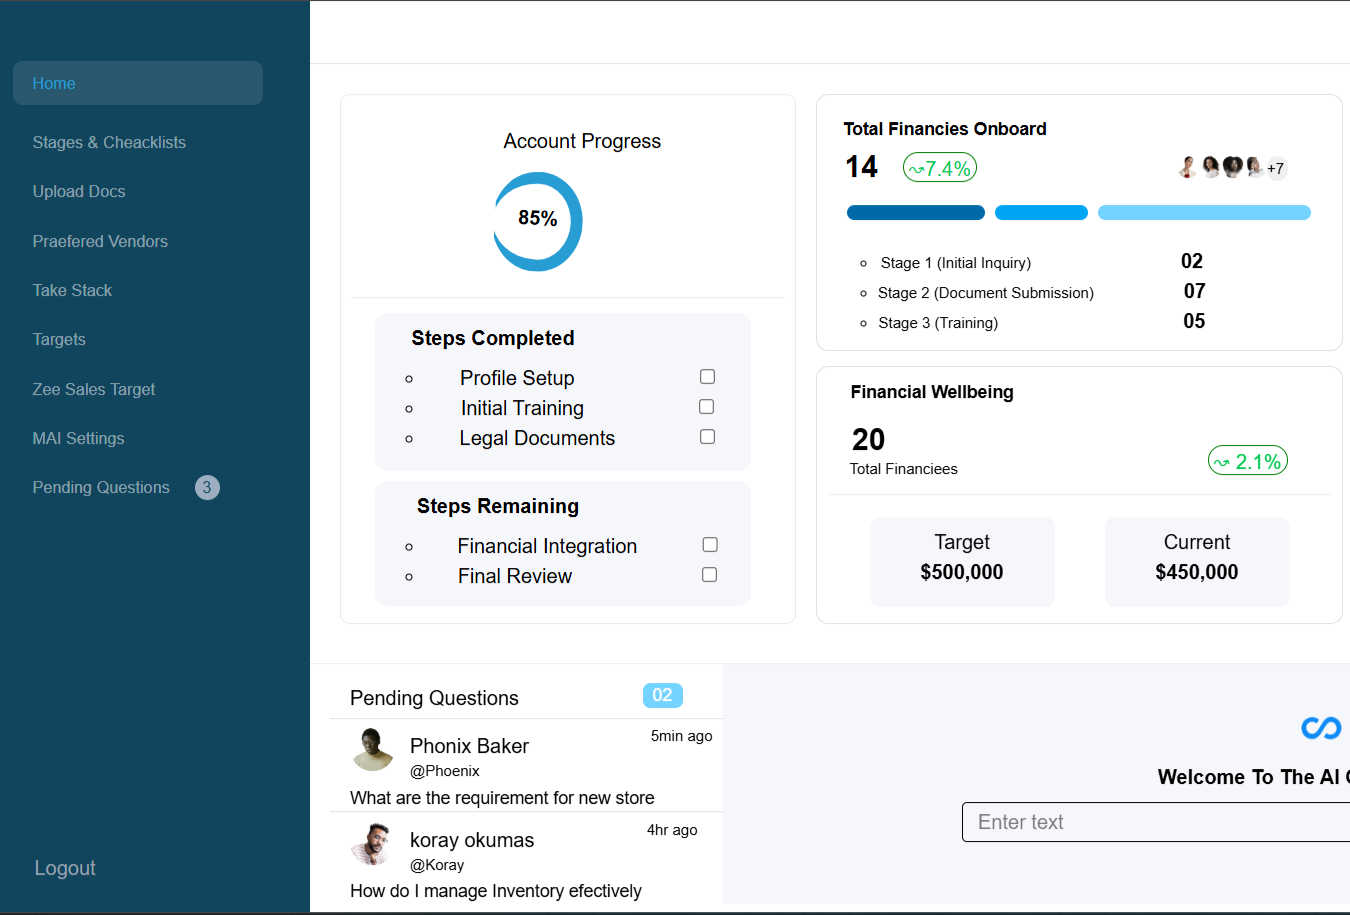 Home
Stages & Cheacklists
Upload Docs
Praefered Vendors
Take Stack
Targets
Zee Sales Target
MAI Settings
Pending Questions 3
Logout
Account Progress
85%
Steps Completed
Profile Setup
Initial Training
Legal Documents
Steps Remaining
Financial Integration
Final Review
Total Financies Onboard
14 7.4% +7
Stage 1 (Initial Inquiry) 02
Stage 2 (Document Submission) 07
Stage 3 (Training) 05
Financial Wellbeing
20
Total Financiees
2.1%
Target
$500,000
Current
$450,000
Pending Questions 02
Phonix Baker 5min ago
@Phoenix
What are the requirement for new store
koray okumas 4hr ago
@Koray
How do I manage Inventory efectively
Welcome To The AI
Enter text